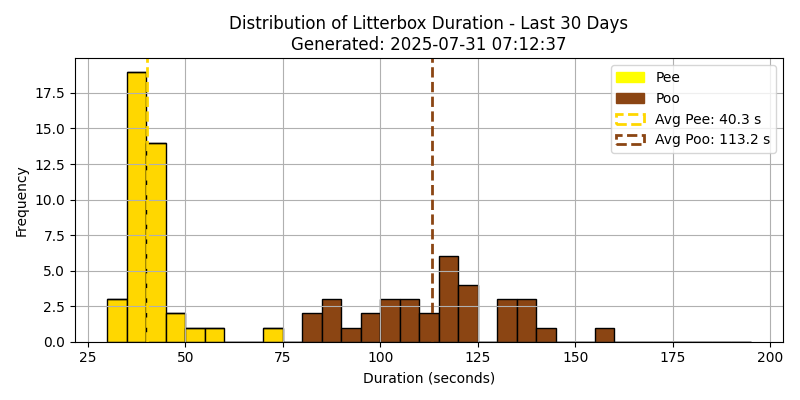 Distribution of Litterbox Duration - Last 30 Days
Generated: 2025-07-31 07:12:37
Pee
Poo
Avg Pee: 40.3 s
Avg Poo: 113.2 s
Frequency
17.5
15.0
12.5
10.0
7.5
5.0
2.5
0.0
25 50 75 100 125 150 175 200
Duration (seconds)